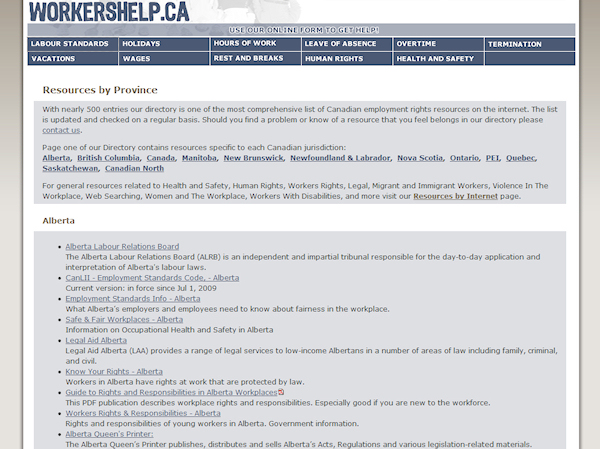 WORKERSHELP.CA
USE OUR ONLINE FORM TO GET HELP!
LABOUR STANDARDS HOLIDAYS HOURS OF WORK LEAVE OF ABSENCE OVERTIME TERMINATION
VACATIONS WAGES REST AND BREAKS HUMAN RIGHTS HEALTH AND SAFETY
Resources by Province
With nearly 500 entries our directory is one of the most comprehensive list of Canadian employment rights resources on the internet. The list
is updated and checked on a regular basis. Should you find a problem or know of a resource that you feel belongs in our directory please
contact us.
Page one of our Directory contains resources specific to each Canadian jurisdiction:
Alberta, British Columbia, Canada, Manitoba, New Brunswick, Newfoundland & Labrador, Nova Scotia, Ontario, PEI, Quebec,
Saskatchewan, Canadian North
For general resources related to Health and Safety, Human Rights, Workers Rights, Legal, Migrant and Immigrant Workers, Violence In The
Workplace, Web Searching, Women and The Workplace, Workers With Disabilities, and more visit our Resources by Internet page.
Alberta
• Alberta Labour Relations Board
The Alberta Labour Relations Board (ALRB) is an independent and impartial tribunal responsible for the day-to-day application and
interpretation of Alberta's labour laws.
• CanLII - Employment Standards Code, - Alberta
Current version: in force since Jul 1, 2009
• Employment Standards Info - Alberta
What Alberta's employers and employees need to know about fairness in the workplace.
• Safe & Fair Workplaces - Alberta
Information on Occupational Health and Safety in Alberta
• Legal Aid Alberta
Legal Aid Alberta (LAA) provides a range of legal services to low-income Albertans in a number of areas of law including family, criminal,
and civil.
• Know Your Rights - Alberta
Workers in Alberta have rights at work that are protected by law.
• Guide to Rights and Responsibilities in Alberta Workplaces
This PDF publication describes workplace rights and responsibilities. Especially good if you are new to the workforce.
• Workers Rights & Responsibilities - Alberta
Rights and responsibilities of young workers in Alberta. Government information.
• Alberta Queen's Printer:
The Alberta Queen's Printer publishes, distributes and sells Alberta's Acts, Regulations and various legislation-related materials.